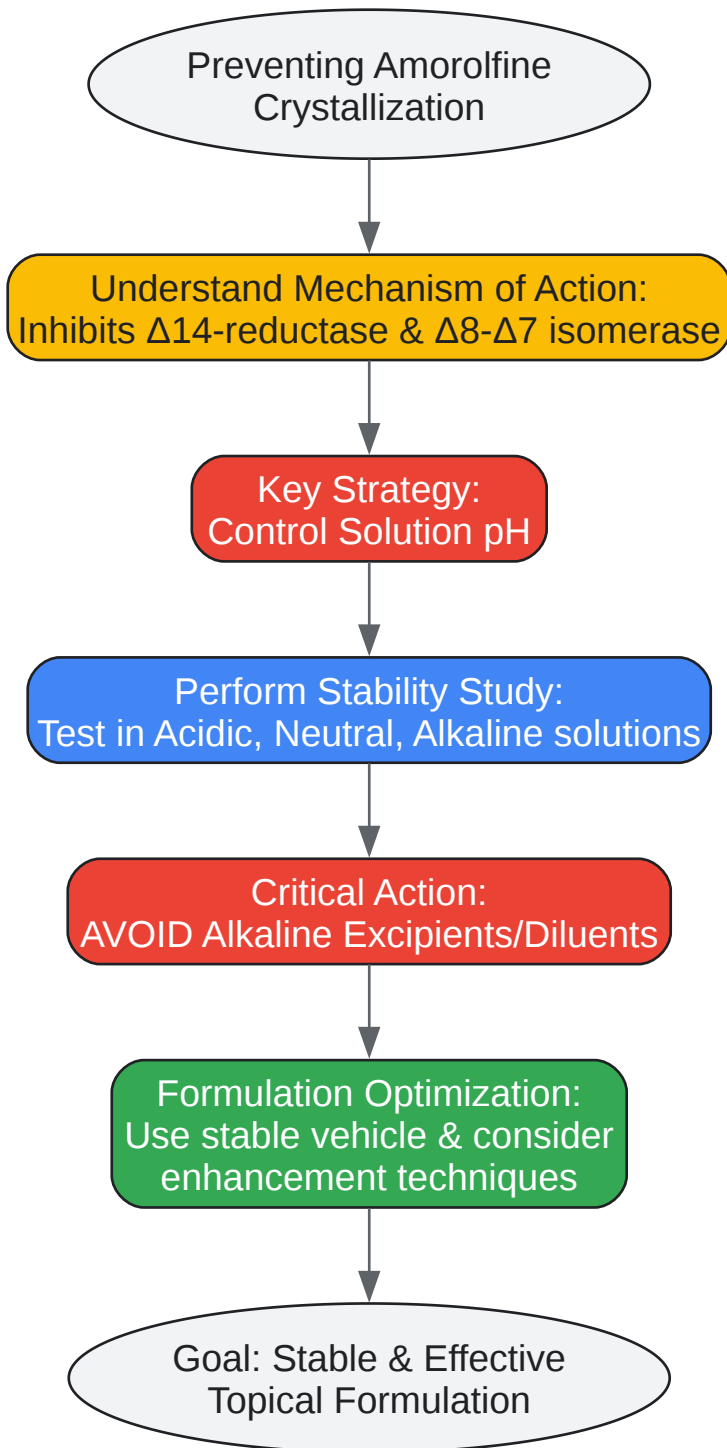 Preventing Amorolfine
Crystallization
Understand Mechanism of Action:
Inhibits Δ14-reductase & Δ8-Δ7 isomerase
Key Strategy:
Control Solution pH
Perform Stability Study:
Test in Acidic, Neutral, Alkaline solutions
Critical Action:
AVOID Alkaline Excipients/Diluents
Formulation Optimization:
Use stable vehicle & consider
enhancement techniques
Goal: Stable & Effective
Topical Formulation